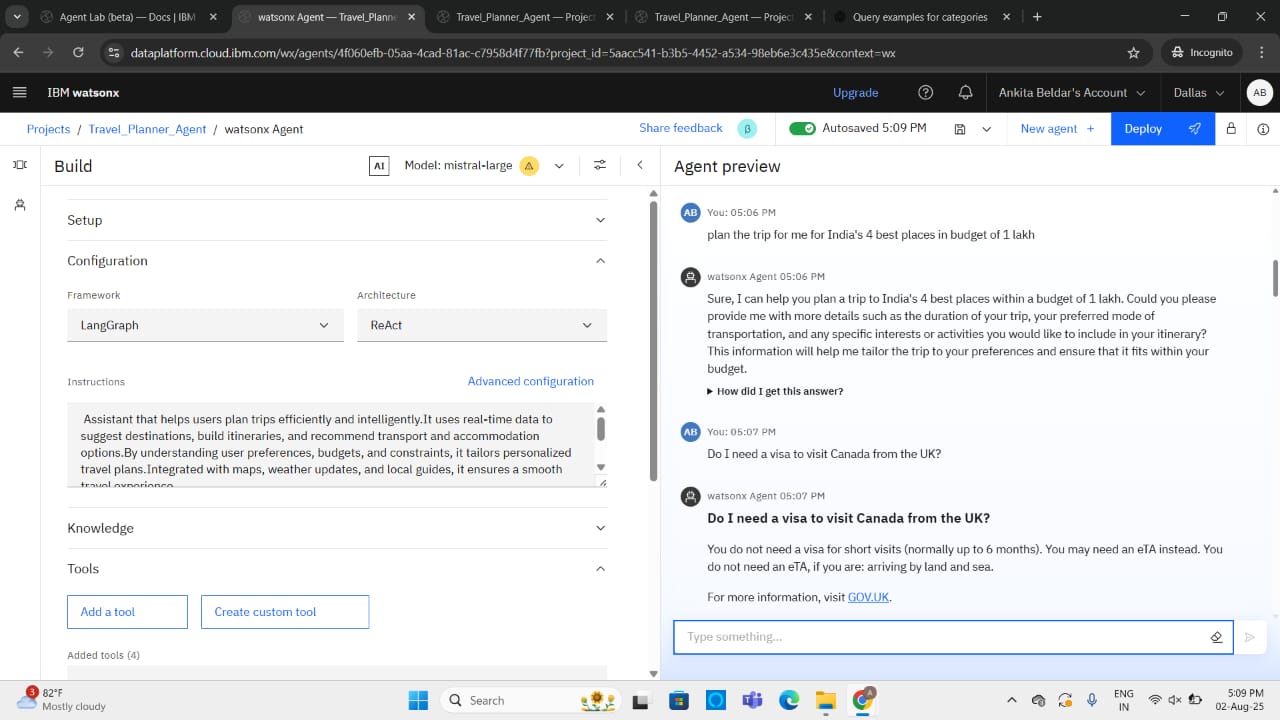 Agent Lab (beta) — Docs | IBM
watsonx Agent — Travel_Planne
Travel_Planner_Agent — Project
Travel_Planner_Agent — Project
Query examples for categories
dataplatform.cloud.ibm.com/wx/agents/4f060efb-05aa-4cad-81ac-c7958d4f77fb?project_id=5aacc541-b3b5-4452-a534-98eb6e3c435e&context=wx
Incognito
IBM watsonx
Upgrade
Ankita Beldar's Account
Dallas
AB
Projects / Travel_Planner_Agent / watsonx Agent
Share feedback
β
Autosaved 5:09 PM
New agent +
Deploy
Build
AI
Model: mistral-large
Setup
Configuration
Framework
Architecture
LangGraph
ReAct
Instructions
Advanced configuration
Assistant that helps users plan trips efficiently and intelligently.It uses real-time data to
suggest destinations, build itineraries, and recommend transport and accommodation
options.By understanding user preferences, budgets, and constraints, it tailors personalized
travel plans.Integrated with maps, weather updates, and local guides, it ensures a smooth
travel experience
Knowledge
Tools
Add a tool
Create custom tool
Added tools (4)
Agent preview
AB
You: 05:06 PM
plan the trip for me for India's 4 best places in budget of 1 lakh
watsonx Agent 05:06 PM
Sure, I can help you plan a trip to India's 4 best places within a budget of 1 lakh. Could you please
provide me with more details such as the duration of your trip, your preferred mode of
transportation, and any specific interests or activities you would like to include in your itinerary?
This information will help me tailor the trip to your preferences and ensure that it fits within your
budget.
How did I get this answer?
AB
You: 05:07 PM
Do I need a visa to visit Canada from the UK?
watsonx Agent 05:07 PM
Do I need a visa to visit Canada from the UK?
You do not need a visa for short visits (normally up to 6 months). You may need an eTA instead. You
do not need an eTA, if you are: arriving by land and sea.
For more information, visit GOV.UK.
Type something...
3
82°F
Mostly cloudy
Search
A
ENG
IN
5:09 PM
02-Aug-25